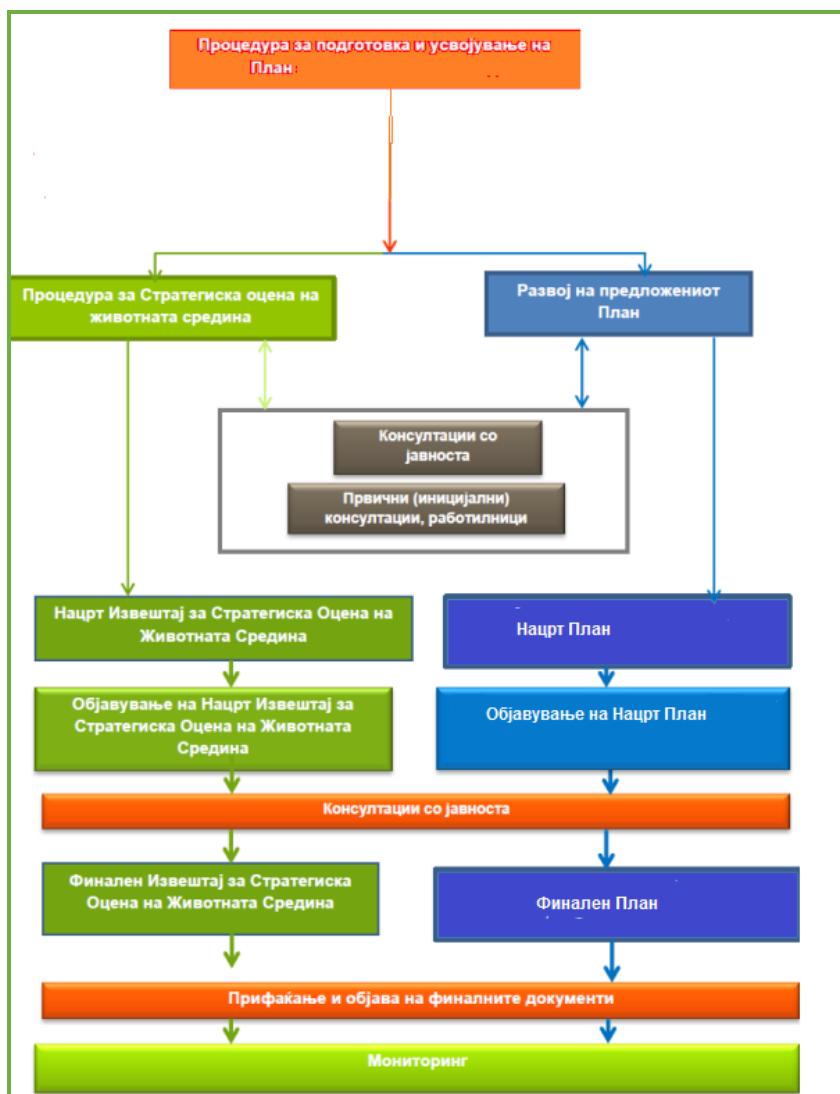 Процедура за подготовка и усвојување на
План
Процедура за Стратегиска оцена на
животната средина
Развој на предложениот
План
Консултации со
јавноста
Првични (иницијални)
консултации, работилници
Нацрт Извештај за Стратегиска Оцена на
Животната Средина
Нацрт План
Објавување на Нацрт Извештај за
Стратегиска Оцена на Животната
Средина
Објавување на Нацрт План
Консултации со јавноста
Финален Извештај за Стратегиска
Оцена на Животната Средина
Финален План
Прифаќање и објава на финалните документи
Мониторинг